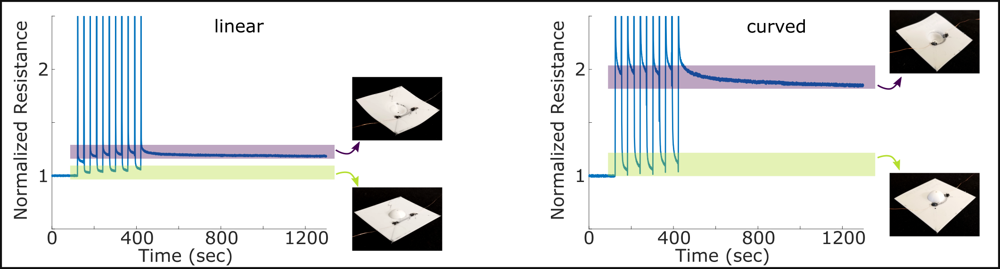 linear
Normalized Resistance
2
1
0
400
800
1200
Time (sec)
curved
Normalized Resistance
2
1
0
400
800
1200
Time (sec)